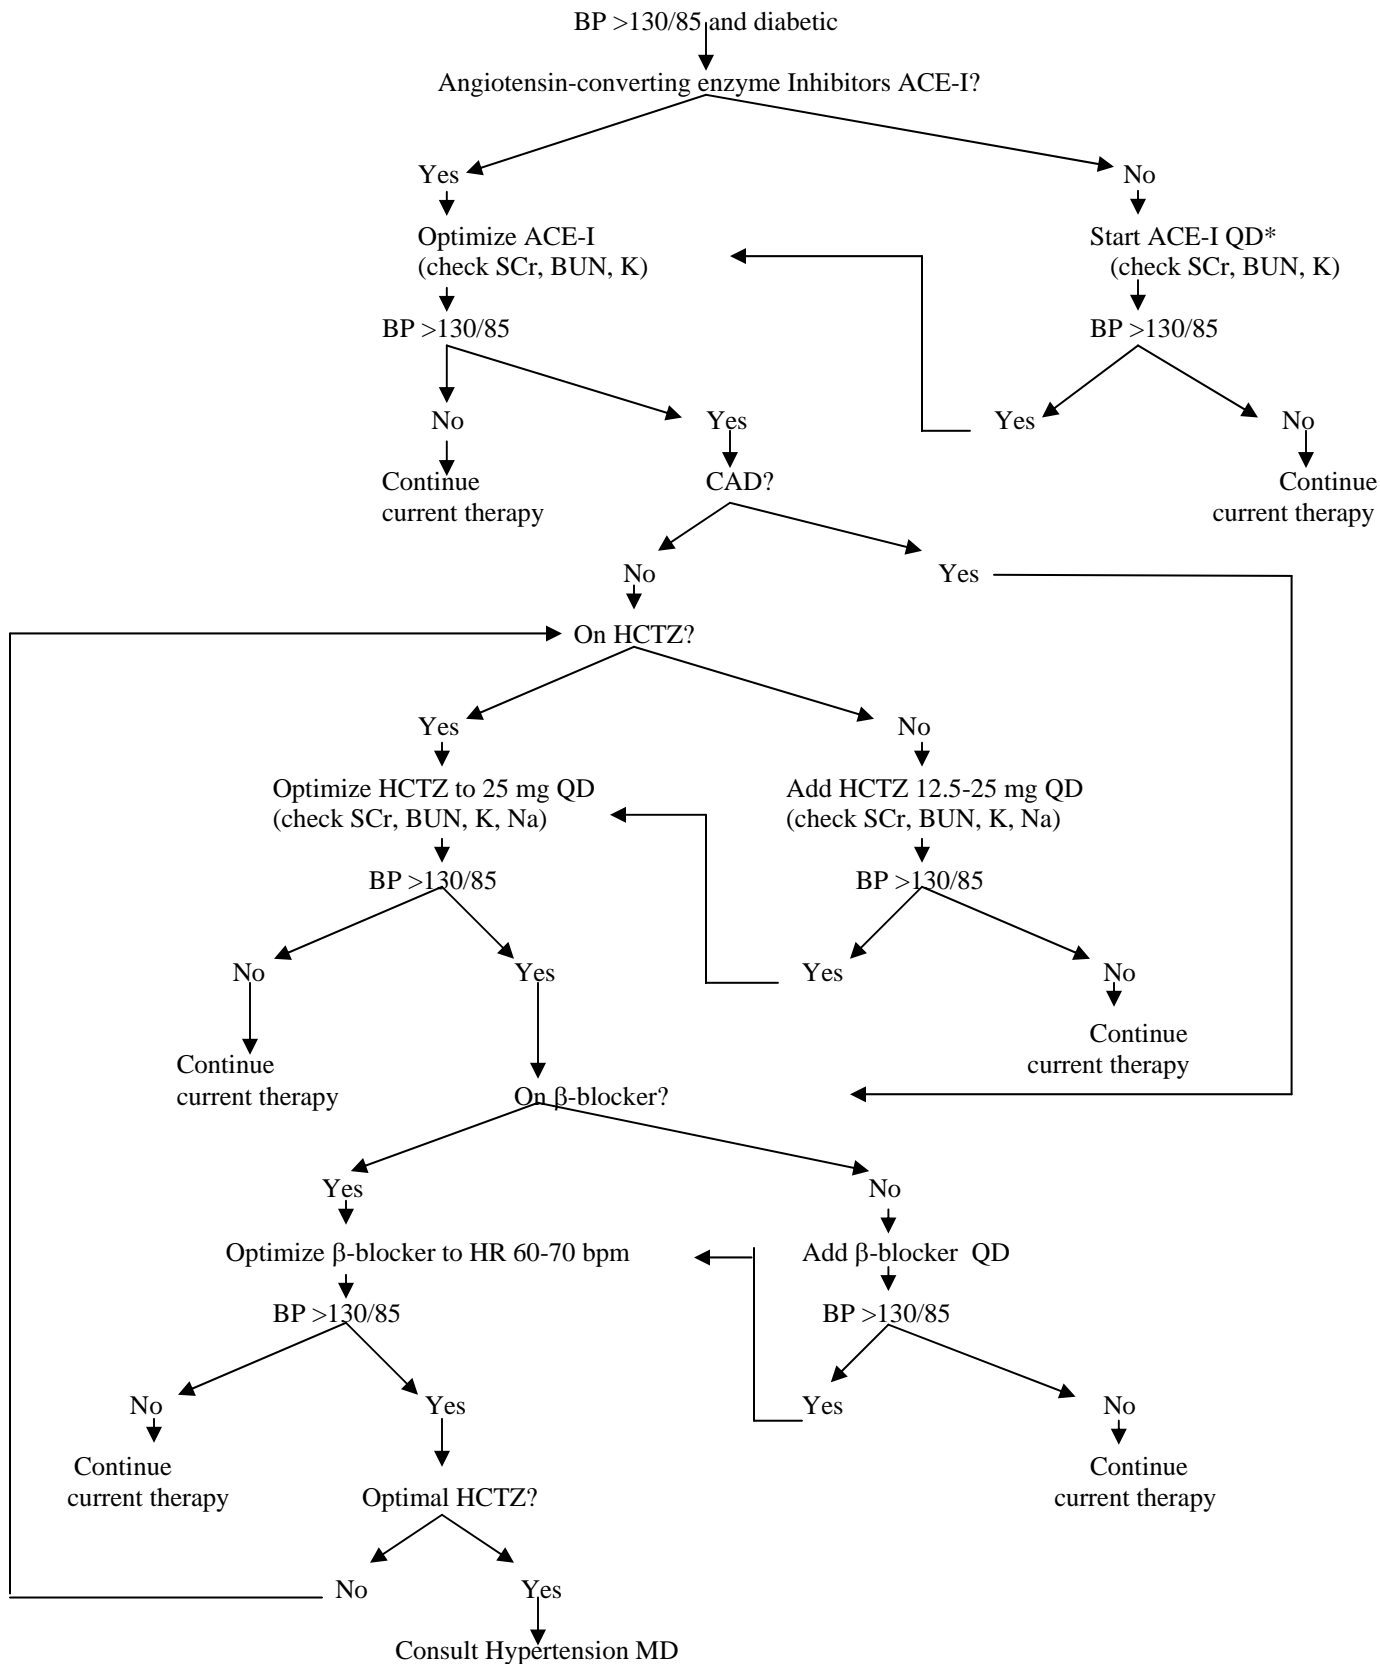 BP >130/85 and diabetic
Angiotensin-converting enzyme Inhibitors ACE-I?
Yes
No
Optimize ACE-I
(check SCr, BUN, K)
Start ACE-I QD*
(check SCr, BUN, K)
BP >130/85
BP >130/85
No
Yes
Yes
No
Continue
current therapy
CAD?
Continue
current therapy
No
Yes
On HCTZ?
Yes
No
Optimize HCTZ to 25 mg QD
(check SCr, BUN, K, Na)
Add HCTZ 12.5-25 mg QD
(check SCr, BUN, K, Na)
BP >130/85
BP >130/85
No
Yes
Yes
No
Continue
current therapy
Continue
current therapy
On β-blocker?
Yes
No
Optimize β-blocker to HR 60-70 bpm
Add β-blocker QD
BP >130/85
BP >130/85
No
Yes
Yes
No
Continue
current therapy
Optimal HCTZ?
Continue
current therapy
No
Yes
Consult Hypertension MD